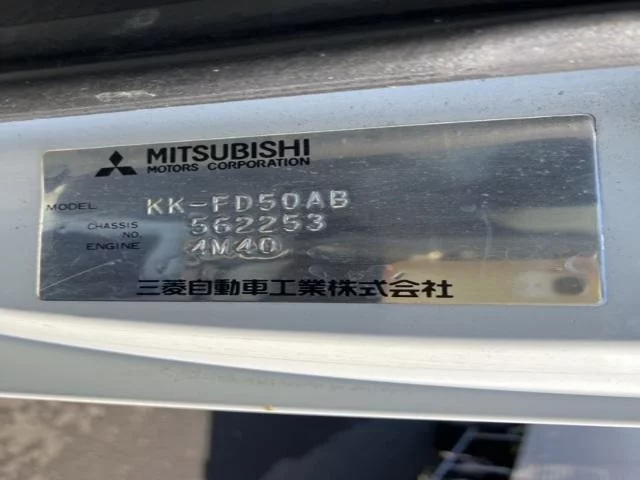 MITSUBISHI
MOTORS CORPORATION
MODEL KK-FD50AB
CHASSIS NO. 562253
ENGINE 4M40
三菱自動車工業株式会社